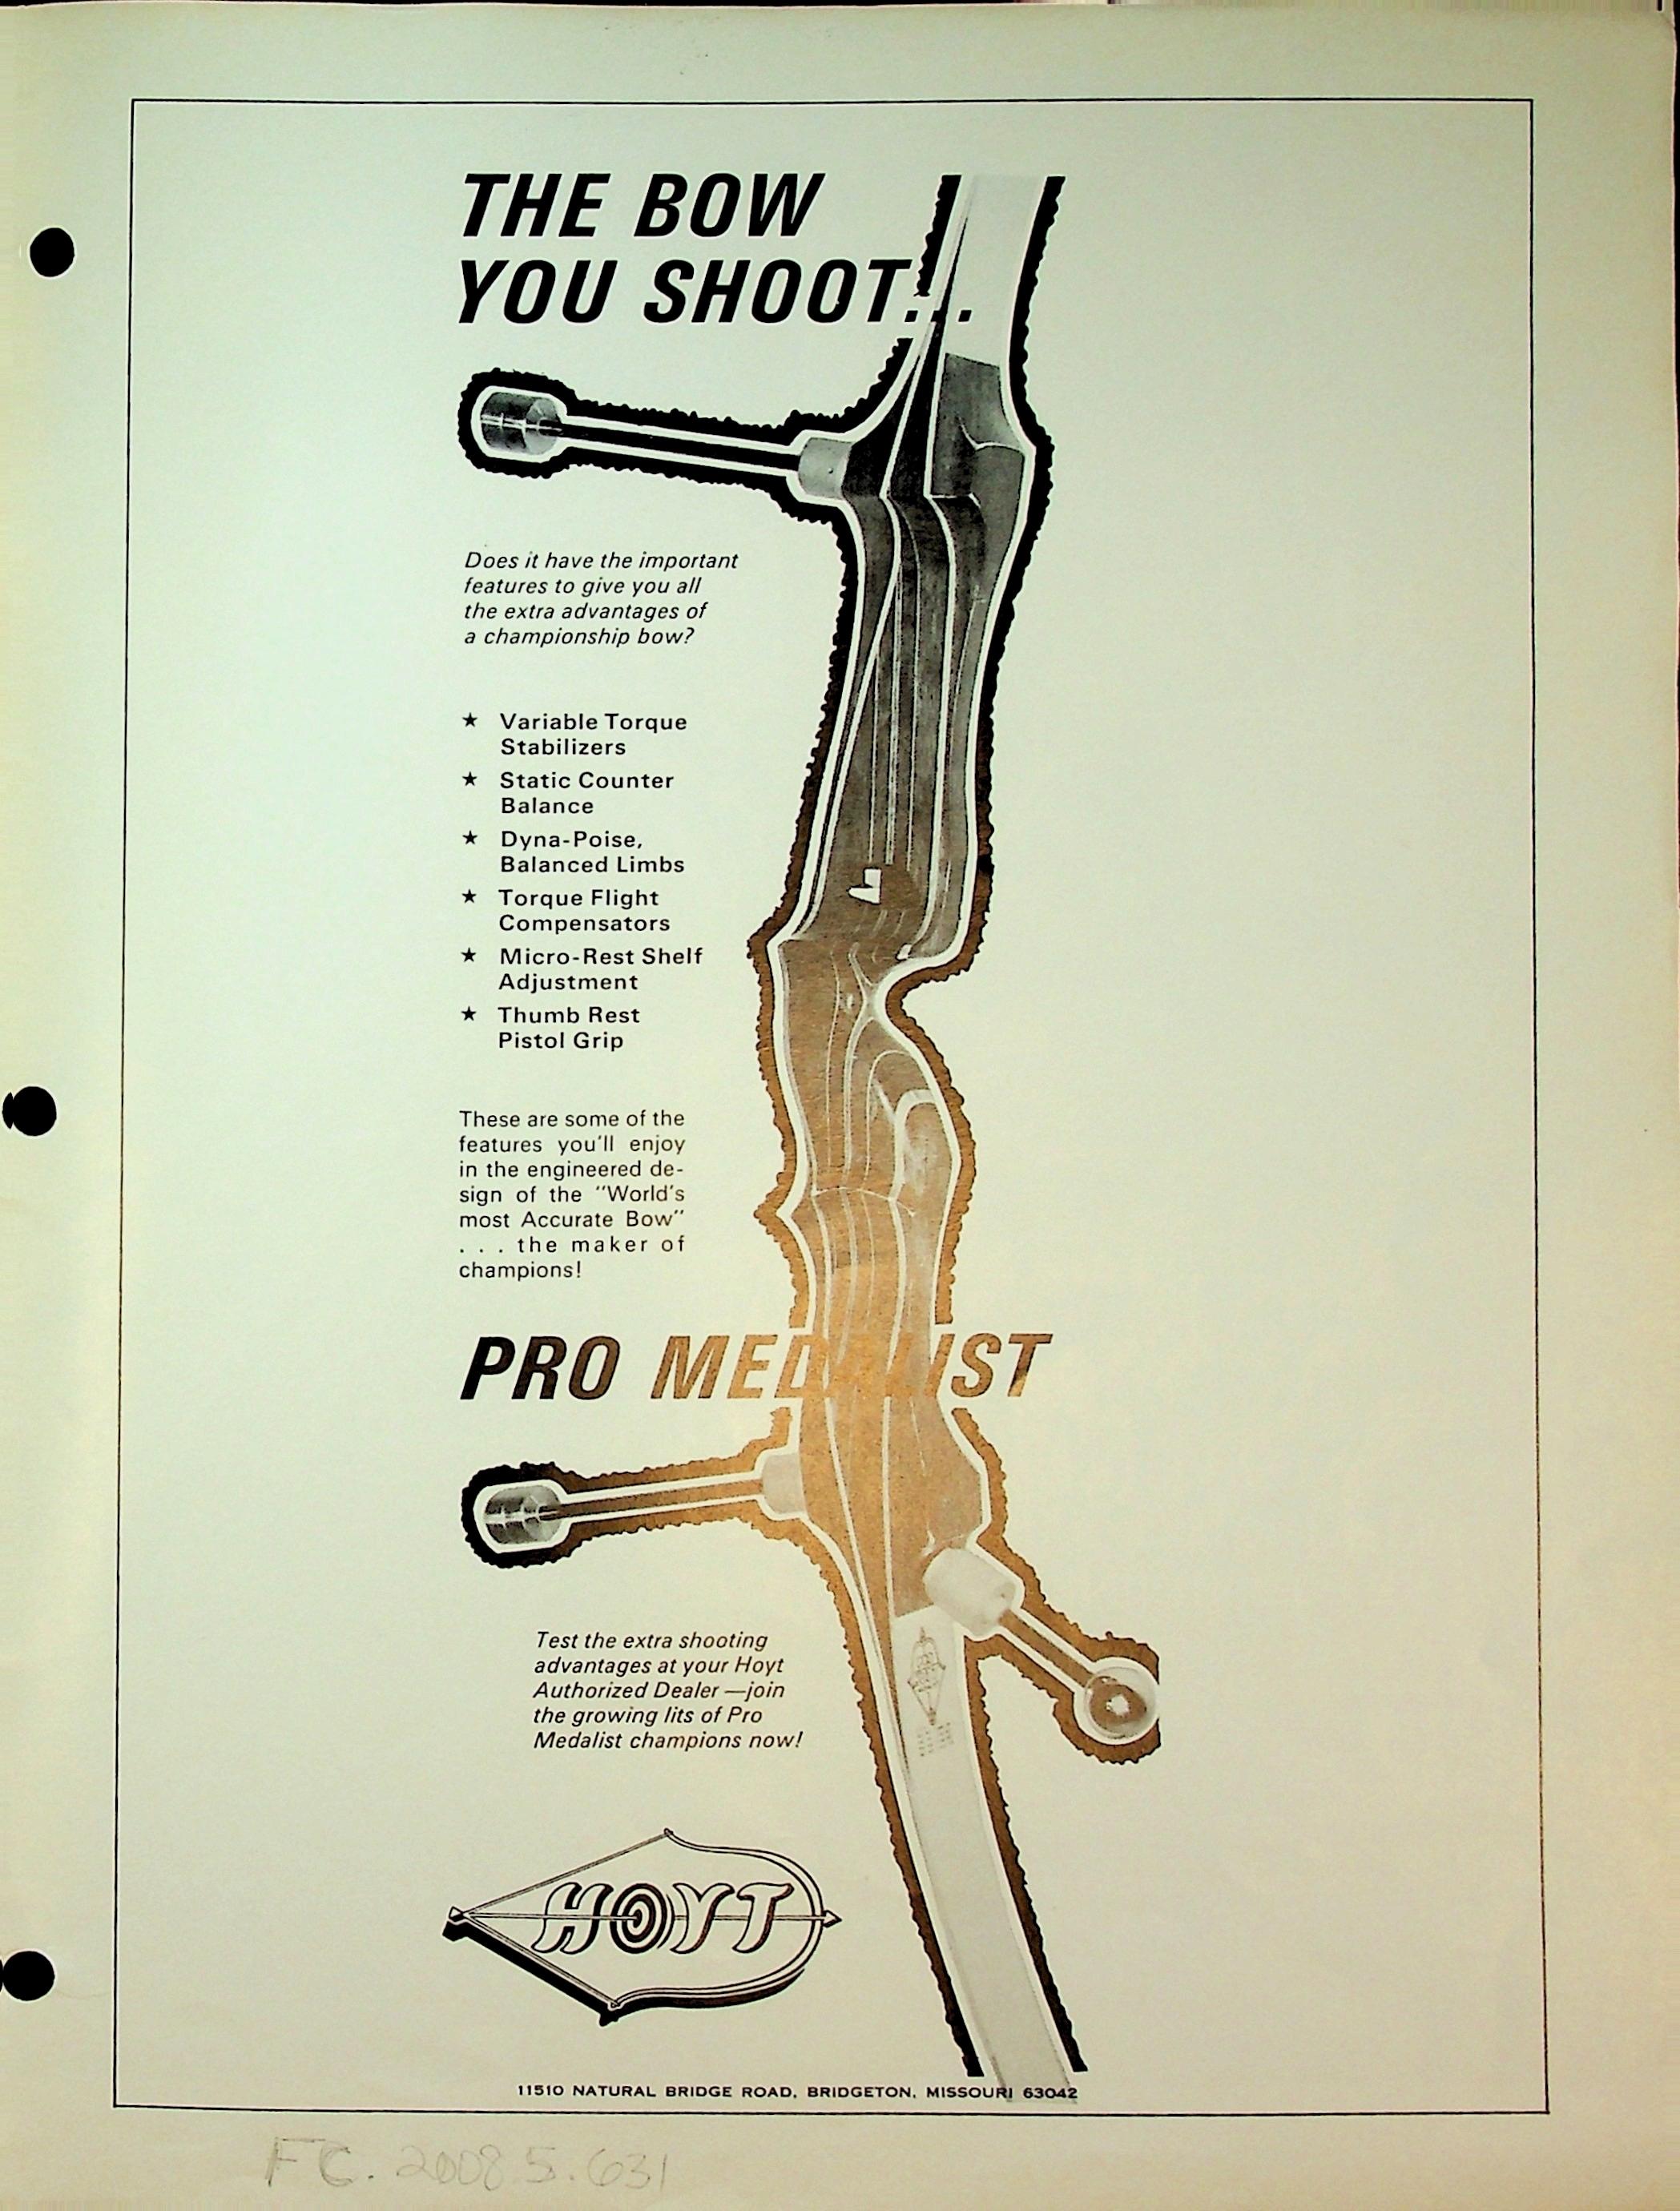 THE BOW
YOU SHOOT...
Does it have the important
features to give you all
the extra advantages of
a championship bow?
★ Variable Torque
Stabilizers
★ Static Counter
Balance
★ Dyna-Poise,
Balanced Limbs
★ Torque Flight
Compensators
★ Micro-Rest Shelf
Adjustment
★ Thumb Rest
Pistol Grip
These are some of the
features you'll enjoy
in the engineered de-
sign of the "World's
most Accurate Bow"
. . . the maker of
champions!
PRO MEDALIST
Test the extra shooting
advantages at your Hoyt
Authorized Dealer —join
the growing lits of Pro
Medalist champions now!
HOYT
11510 NATURAL BRIDGE ROAD, BRIDGETON, MISSOURI 63042
FC. 2008 5.631